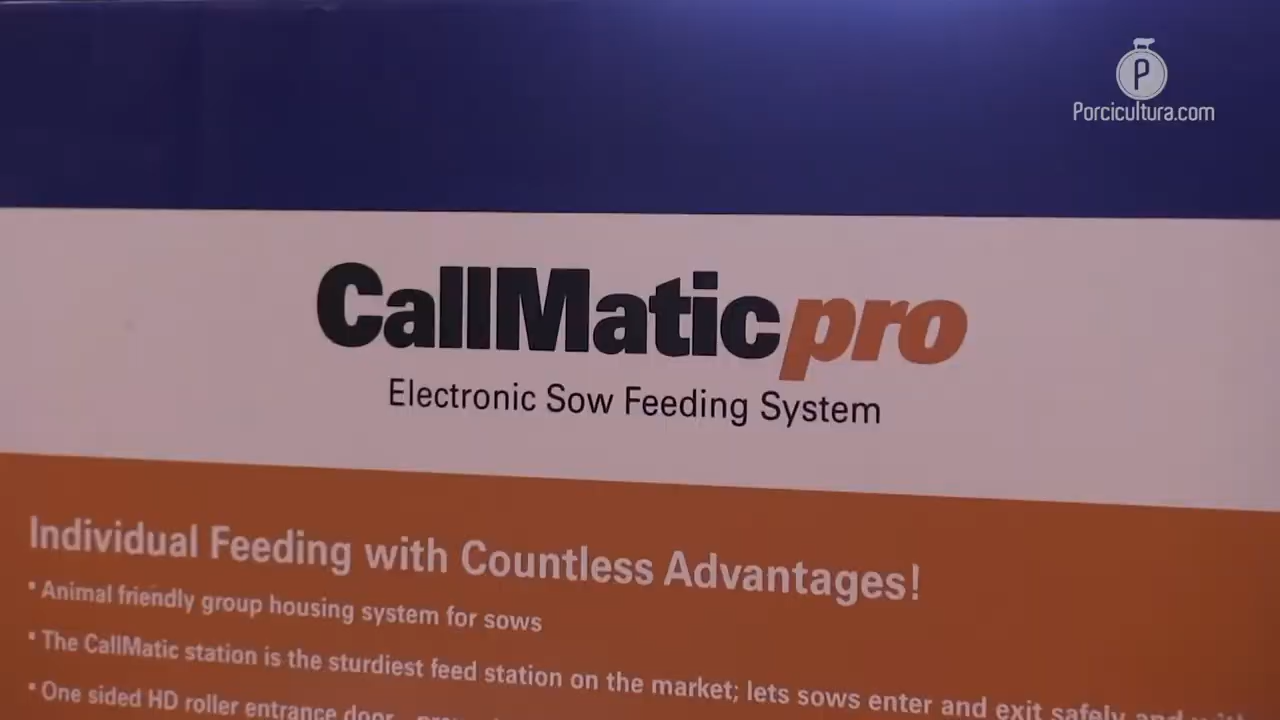 P
Porcicultura.com
CallMaticpro
Electronic Sow Feeding System
Individual Feeding with Countless Advantages!
▪ Animal friendly group housing system for sows
▪ The CallMatic station is the sturdiest feed station on the market; lets sows enter and exit safely and
▪ One sided HD roller entrance door